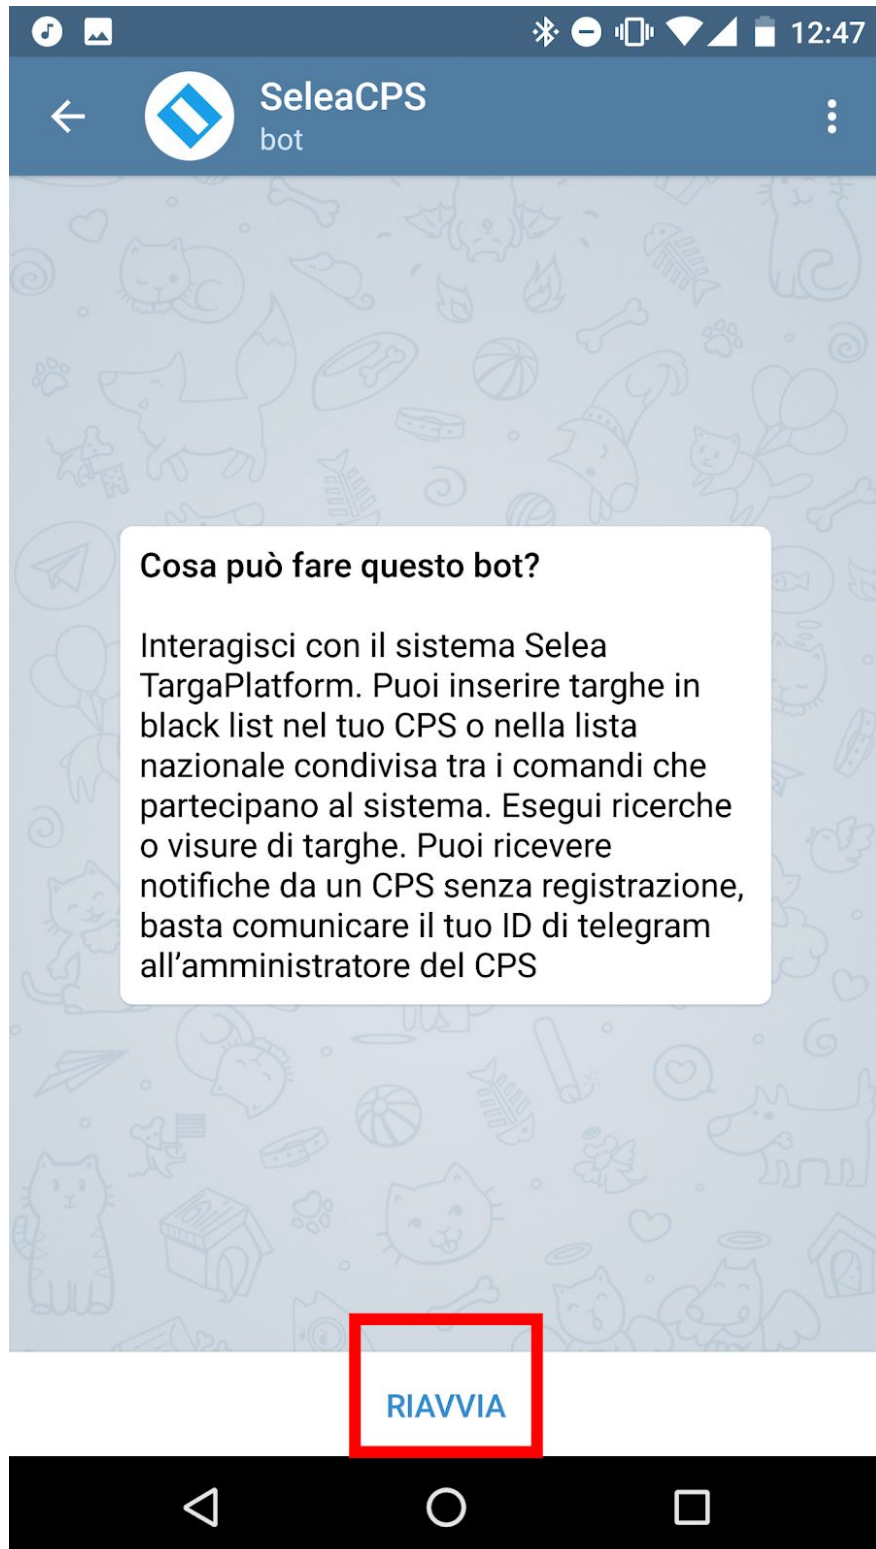 12:47
SeleaCPS
bot
Cosa può fare questo bot?
Interagisci con il sistema Selea
TargaPlatform. Puoi inserire targhe in
black list nel tuo CPS o nella lista
nazionale condivisa tra i comandi che
partecipano al sistema. Esegui ricerche
o visure di targhe. Puoi ricevere
notifiche da un CPS senza registrazione,
basta comunicare il tuo ID di telegram
all’amministratore del CPS
RIAVVIA